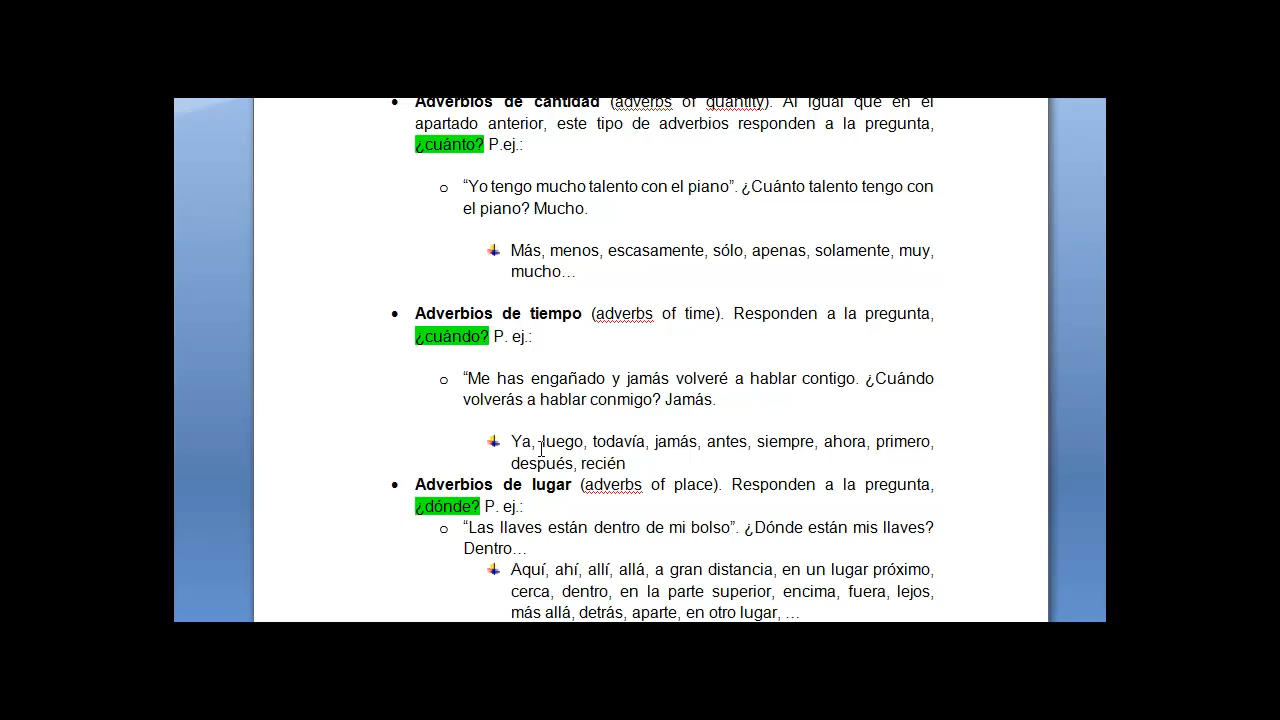 Adverbios de cantidad (adverbs of quantity). Al igual que en el
apartado anterior, este tipo de adverbios responden a la pregunta,
¿cuánto? P.ej.:
“Yo tengo mucho talento con el piano”. ¿Cuánto talento tengo con
el piano? Mucho.
Más, menos, escasamente, sólo, apenas, solamente, muy,
mucho…
Adverbios de tiempo (adverbs of time). Responden a la pregunta,
¿cuándo? P. ej.:
“Me has engañado y jamás volveré a hablar contigo. ¿Cuándo
volverás a hablar conmigo? Jamás.
Ya, luego, todavía, jamás, antes, siempre, ahora, primero,
después, recién
Adverbios de lugar (adverbs of place). Responden a la pregunta,
¿dónde? P. ej.:
“Las llaves están dentro de mi bolso”. ¿Dónde están mis llaves?
Dentro…
Aquí, ahí, allí, allá, a gran distancia, en un lugar próximo,
cerca, dentro, en la parte superior, encima, fuera, lejos,
más allá, detrás, aparte, en otro lugar, …